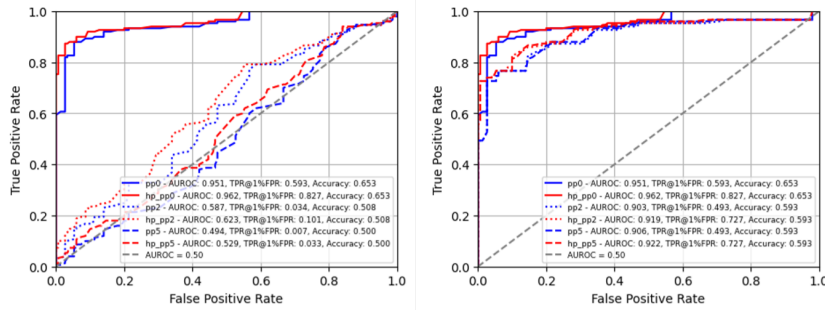 1.0
0.8
0.6
0.4
0.2
0.0
0.0
0.2
0.4
0.6
0.8
1.0
True Positive Rate
False Positive Rate
pp0 - AUROC: 0.951, TPR@1%FPR: 0.593, Accuracy: 0.653
hp_pp0 - AUROC: 0.962, TPR@1%FPR: 0.827, Accuracy: 0.653
pp2 - AUROC: 0.587, TPR@1%FPR: 0.034, Accuracy: 0.508
hp_pp2 - AUROC: 0.623, TPR@1%FPR: 0.101, Accuracy: 0.508
pp5 - AUROC: 0.494, TPR@1%FPR: 0.007, Accuracy: 0.500
hp_pp5 - AUROC: 0.529, TPR@1%FPR: 0.033, Accuracy: 0.500
AUROC = 0.50
1.0
0.8
0.6
0.4
0.2
0.0
0.0
0.2
0.4
0.6
0.8
1.0
True Positive Rate
False Positive Rate
pp0 - AUROC: 0.951, TPR@1%FPR: 0.593, Accuracy: 0.653
hp_pp0 - AUROC: 0.962, TPR@1%FPR: 0.827, Accuracy: 0.653
pp2 - AUROC: 0.903, TPR@1%FPR: 0.493, Accuracy: 0.593
hp_pp2 - AUROC: 0.919, TPR@1%FPR: 0.727, Accuracy: 0.593
pp5 - AUROC: 0.906, TPR@1%FPR: 0.493, Accuracy: 0.593
hp_pp5 - AUROC: 0.922, TPR@1%FPR: 0.727, Accuracy: 0.593
AUROC = 0.50